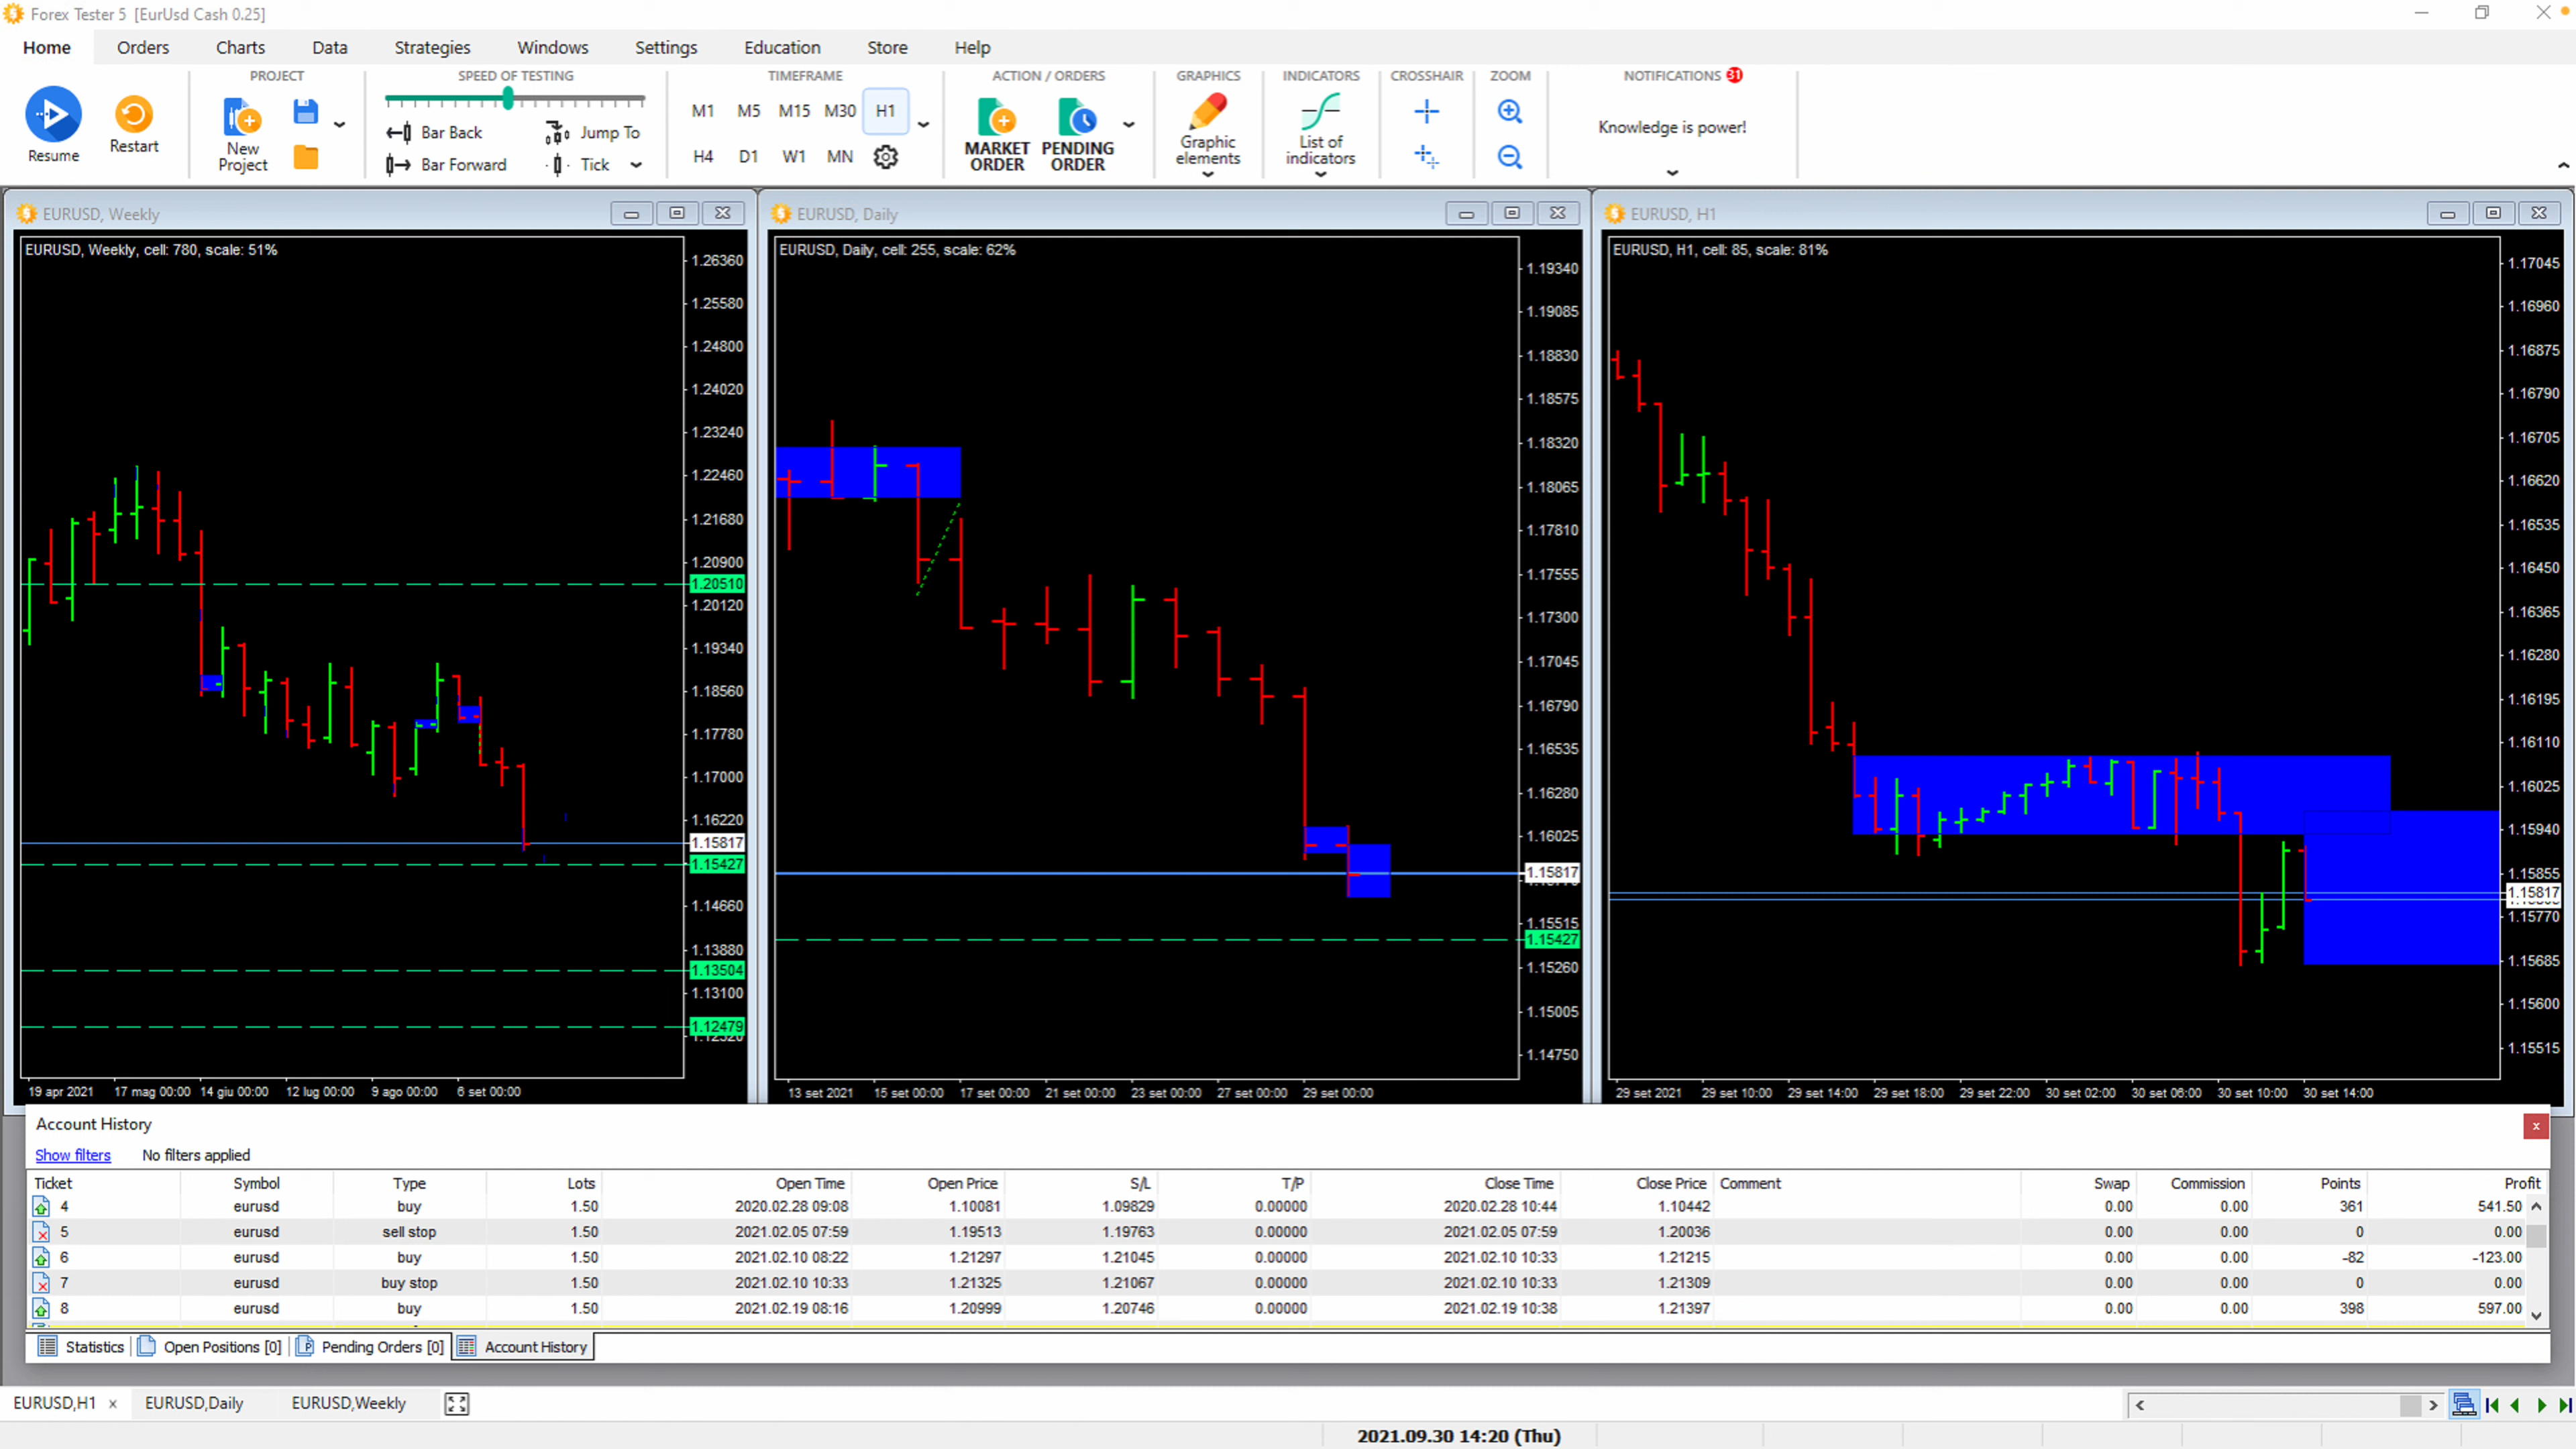 Forex Tester 5 [EurUsd Cash 0.25]
Home Orders Charts Data Strategies Windows Settings Education Store Help
PROJECT SPEED OF TESTING TIMEFRAME ACTION / ORDERS GRAPHICS INDICATORS CROSSHAIR ZOOM NOTIFICATIONS 31
Resume
Restart
New Project
Bar Back Jump To
Bar Forward Tick
M1 M5 M15 M30 H1
H4 D1 W1 MN
MARKET ORDER
PENDING ORDER
Graphic elements
List of indicators
Knowledge is power!
EURUSD, Weekly
EURUSD, Weekly, cell: 780, scale: 51%
1.26360
1.25580
1.24800
1.24020
1.23240
1.22460
1.21680
1.20900
1.20510
1.20120
1.19340
1.18560
1.17780
1.17000
1.16220
1.15817
1.15427
1.14660
1.13880
1.13504
1.13100
1.12479
1.12320
19 apr 2021 17 mag 00:00 14 giu 00:00 12 lug 00:00 9 ago 00:00 6 set 00:00
EURUSD, Daily
EURUSD, Daily, cell: 255, scale: 62%
1.19340
1.19085
1.18830
1.18575
1.18320
1.18065
1.17810
1.17555
1.17300
1.17045
1.16790
1.16535
1.16280
1.16025
1.15817
1.15515
1.15427
1.15260
1.15005
1.14750
13 set 2021 15 set 00:00 17 set 00:00 21 set 00:00 23 set 00:00 27 set 00:00 29 set 00:00
EURUSD, H1
EURUSD, H1, cell: 85, scale: 81%
1.17045
1.16960
1.16875
1.16790
1.16705
1.16620
1.16535
1.16450
1.16365
1.16280
1.16195
1.16110
1.16025
1.15940
1.15855
1.15817
1.15770
1.15685
1.15600
1.15515
29 set 2021 29 set 10:00 29 set 14:00 29 set 18:00 29 set 22:00 30 set 02:00 30 set 06:00 30 set 10:00 30 set 14:00
Account History
Show filters No filters applied
Ticket Symbol Type Lots Open Time Open Price S/L T/P Close Time Close Price Comment Swap Commission Points Profit
4 eurusd buy 1.50 2020.02.28 09:08 1.10081 1.09829 0.00000 2020.02.28 10:44 1.10442 0.00 0.00 361 541.50
5 eurusd sell stop 1.50 2021.02.05 07:59 1.19513 1.19763 0.00000 2021.02.05 07:59 1.20036 0.00 0.00 0 0.00
6 eurusd buy 1.50 2021.02.10 08:22 1.21297 1.21045 0.00000 2021.02.10 10:33 1.21215 0.00 0.00 -82 -123.00
7 eurusd buy stop 1.50 2021.02.10 10:33 1.21325 1.21067 0.00000 2021.02.10 10:33 1.21309 0.00 0.00 0 0.00
8 eurusd buy 1.50 2021.02.19 08:16 1.20999 1.20746 0.00000 2021.02.19 10:38 1.21397 0.00 0.00 398 597.00
Statistics Open Positions [0] Pending Orders [0] Account History
EURUSD,H1 EURUSD,Daily EURUSD,Weekly
2021.09.30 14:20 (Thu)